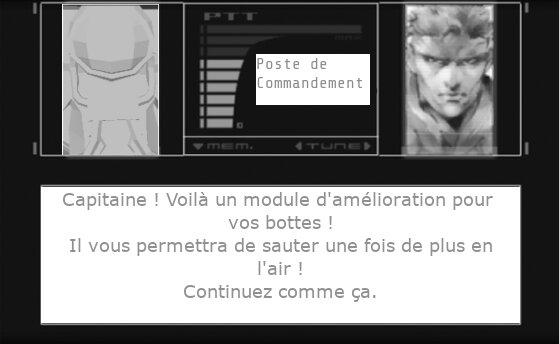 PTT
MAX
Poste de
Commandement
MEM.
TUNE
Capitaine ! Voilà un module d'amélioration pour
vos bottes !
Il vous permettra de sauter une fois de plus en
l'air !
Continuez comme ça.